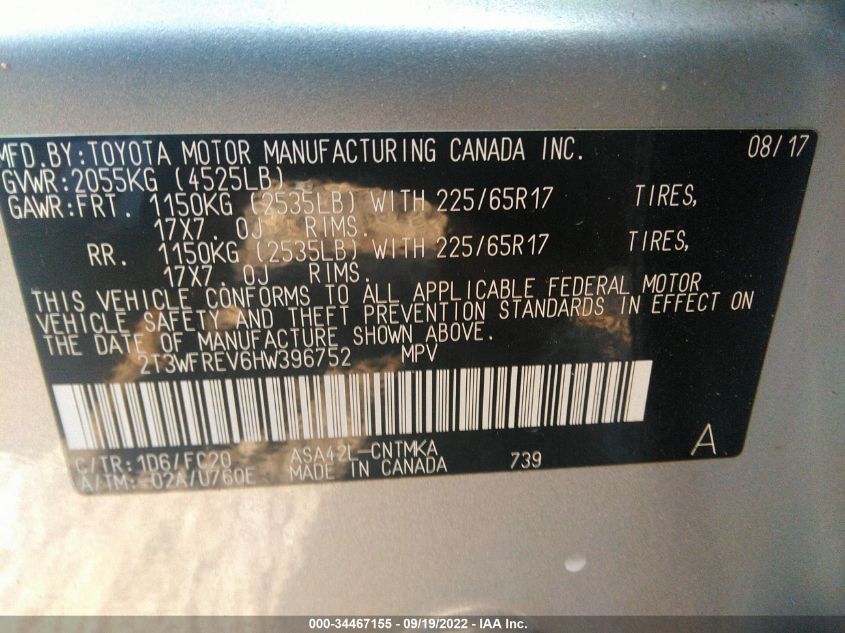 MFD.BY:TOYOTA MOTOR MANUFACTURING CANADA INC. 08/17
GVWR:2055KG (4525LB)
GAWR:FRT. 1150KG (2535LB) WITH 225/65R17 TIRES,
17X7. 0J RIMS.
RR. 1150KG (2535LB) WITH 225/65R17 TIRES,
17X7. 0J RIMS.
THIS VEHICLE CONFORMS TO ALL APPLICABLE FEDERAL MOTOR
VEHICLE SAFETY AND THEFT PREVENTION STANDARDS IN EFFECT ON
THE DATE OF MANUFACTURE SHOWN ABOVE.
2T3WFREV6HW396752 MPV
C/TR: 1D6/FC20 ASA42L-CNTMKA A
A/TM: -02A/U760E MADE IN CANADA 739
000-34467155 - 09/19/2022 - IAA Inc.